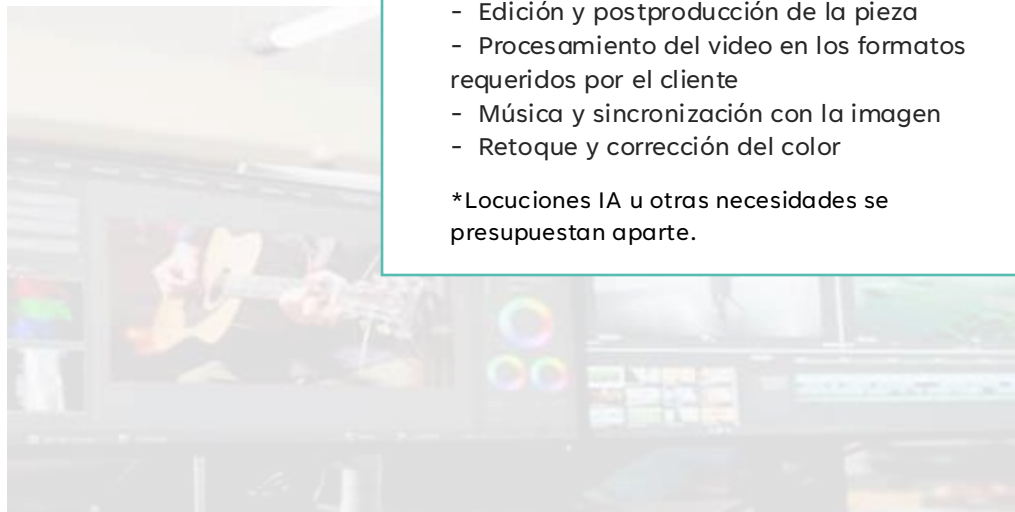 - Edición y postproducción de la pieza
- Procesamiento del video en los formatos
requeridos por el cliente
- Música y sincronización con la imagen
- Retoque y corrección del color
*Locuciones IA u otras necesidades se
presupuestan aparte.